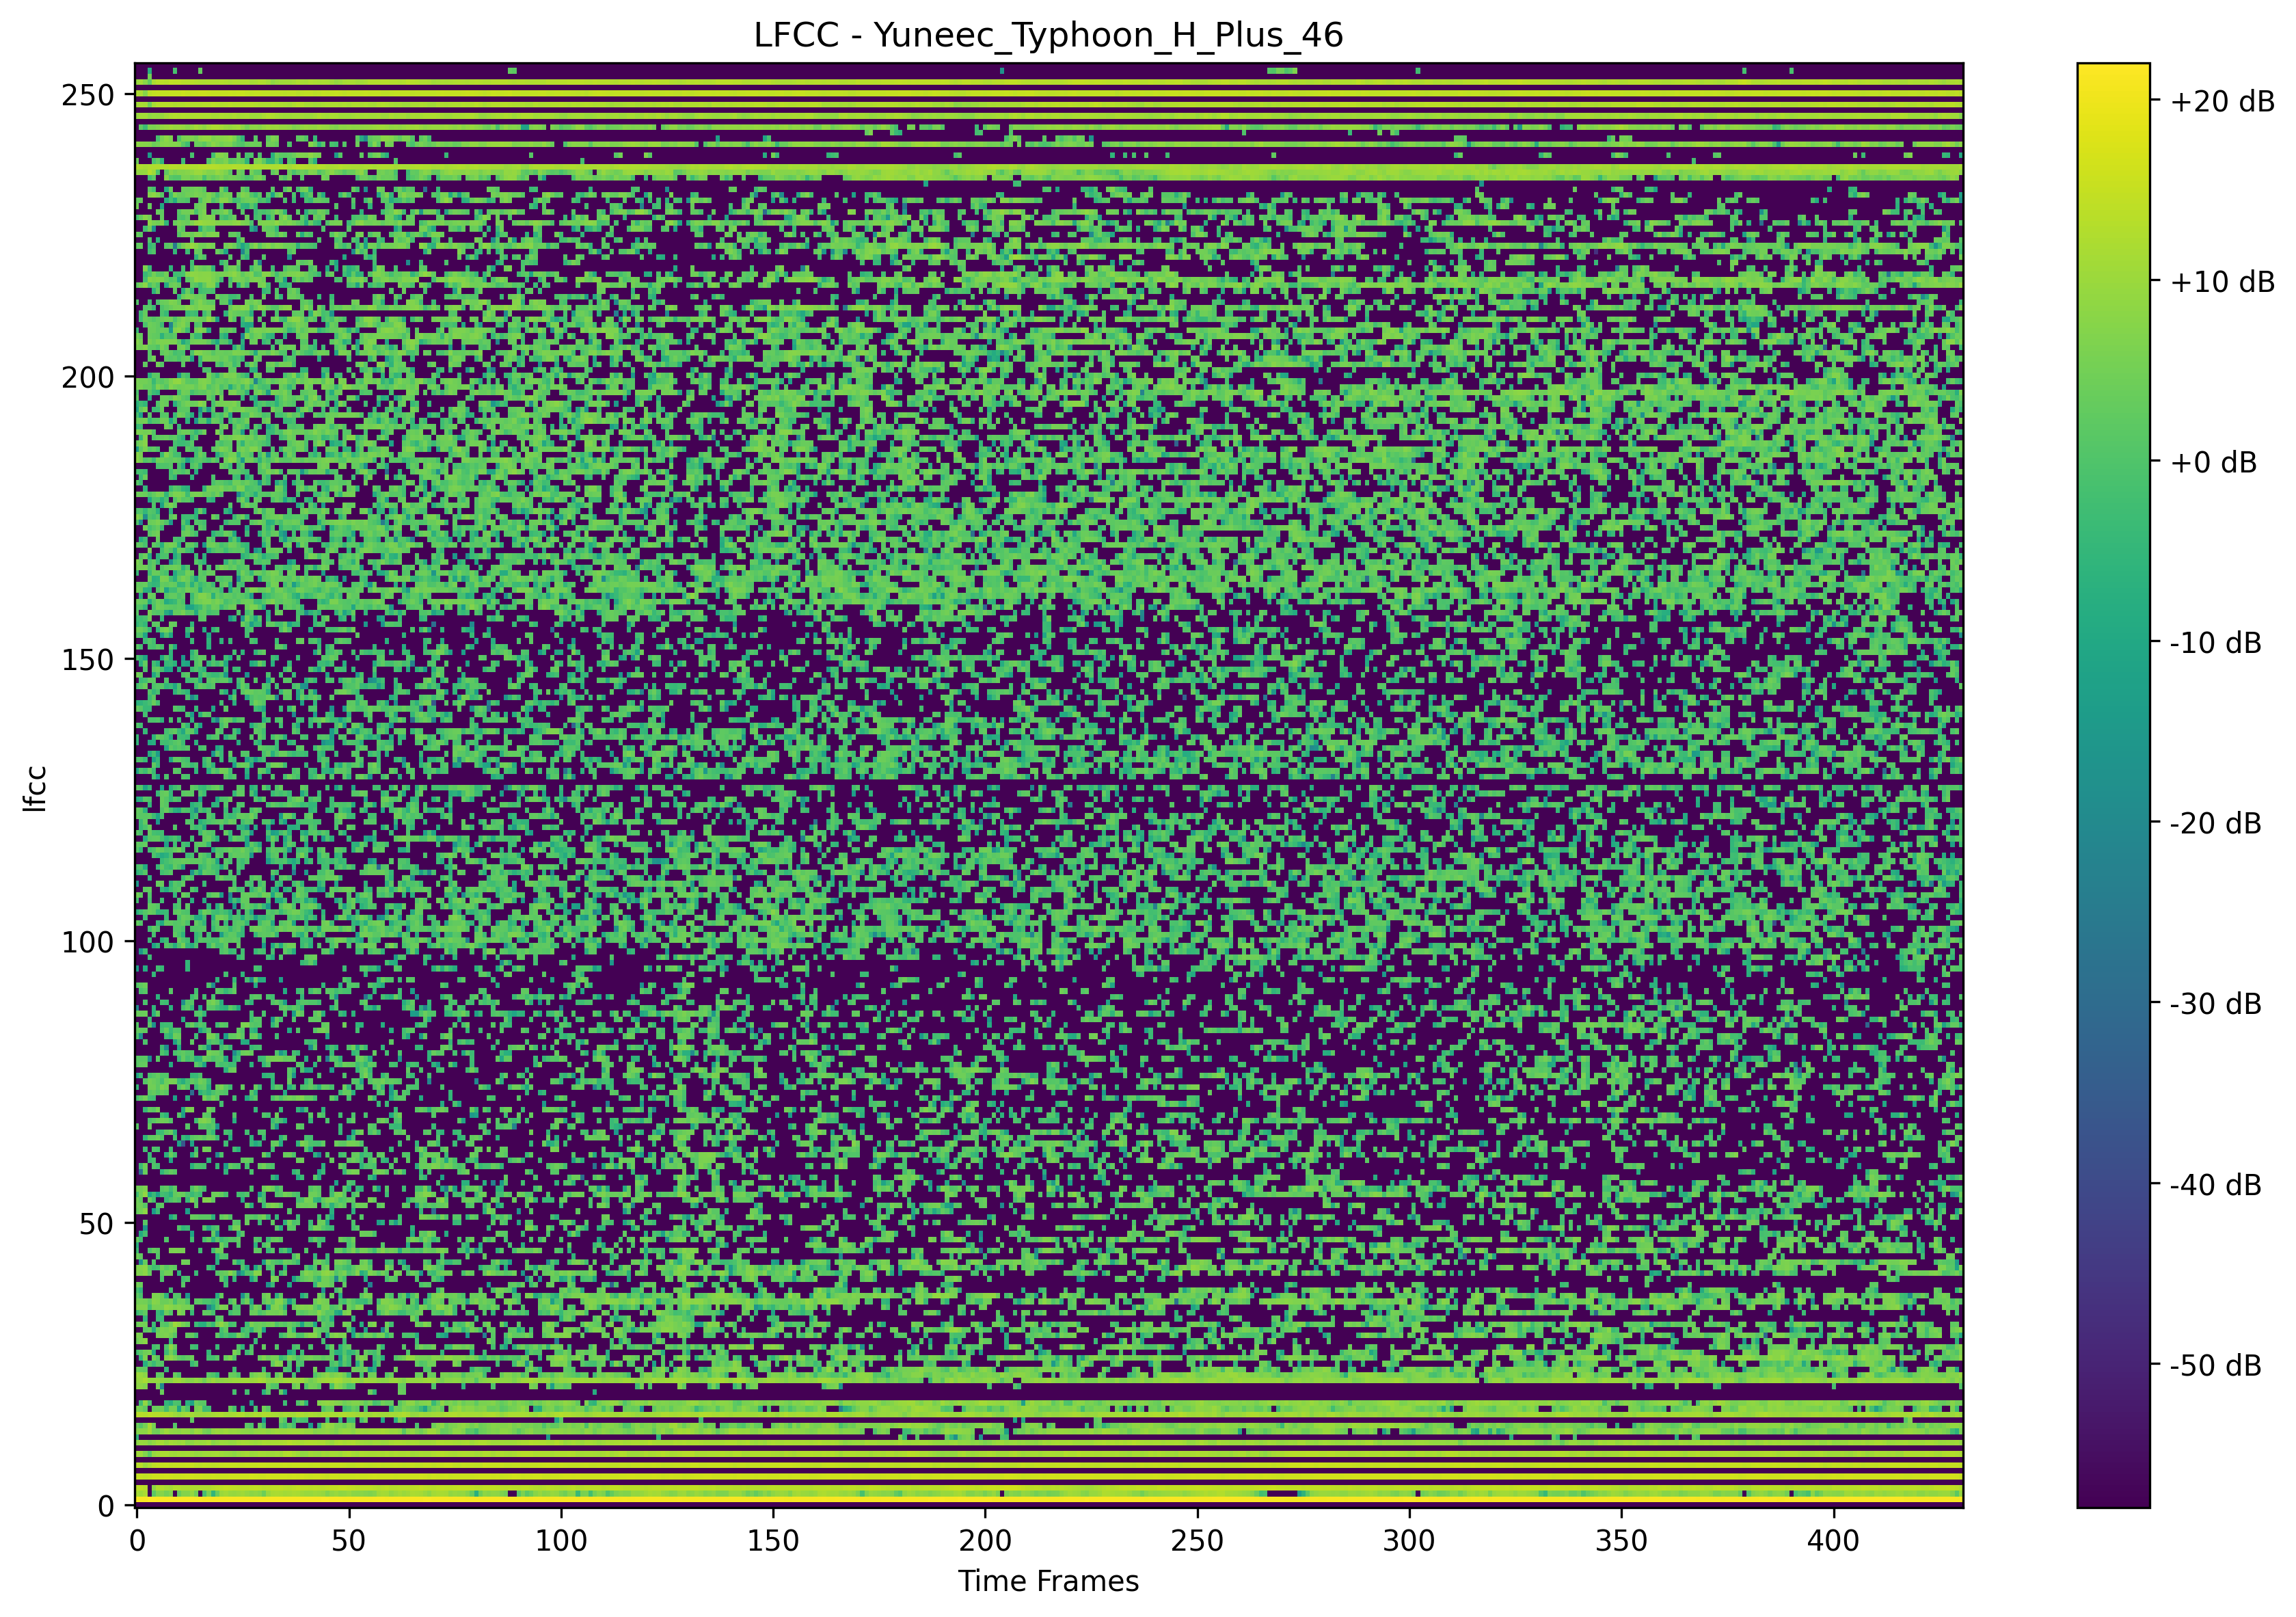 LFCC - Yuneec_Typhoon_H_Plus_46
250
200
150
100
50
0
lfcc
0 50 100 150 200 250 300 350 400
Time Frames
+20 dB
+10 dB
+0 dB
-10 dB
-20 dB
-30 dB
-40 dB
-50 dB